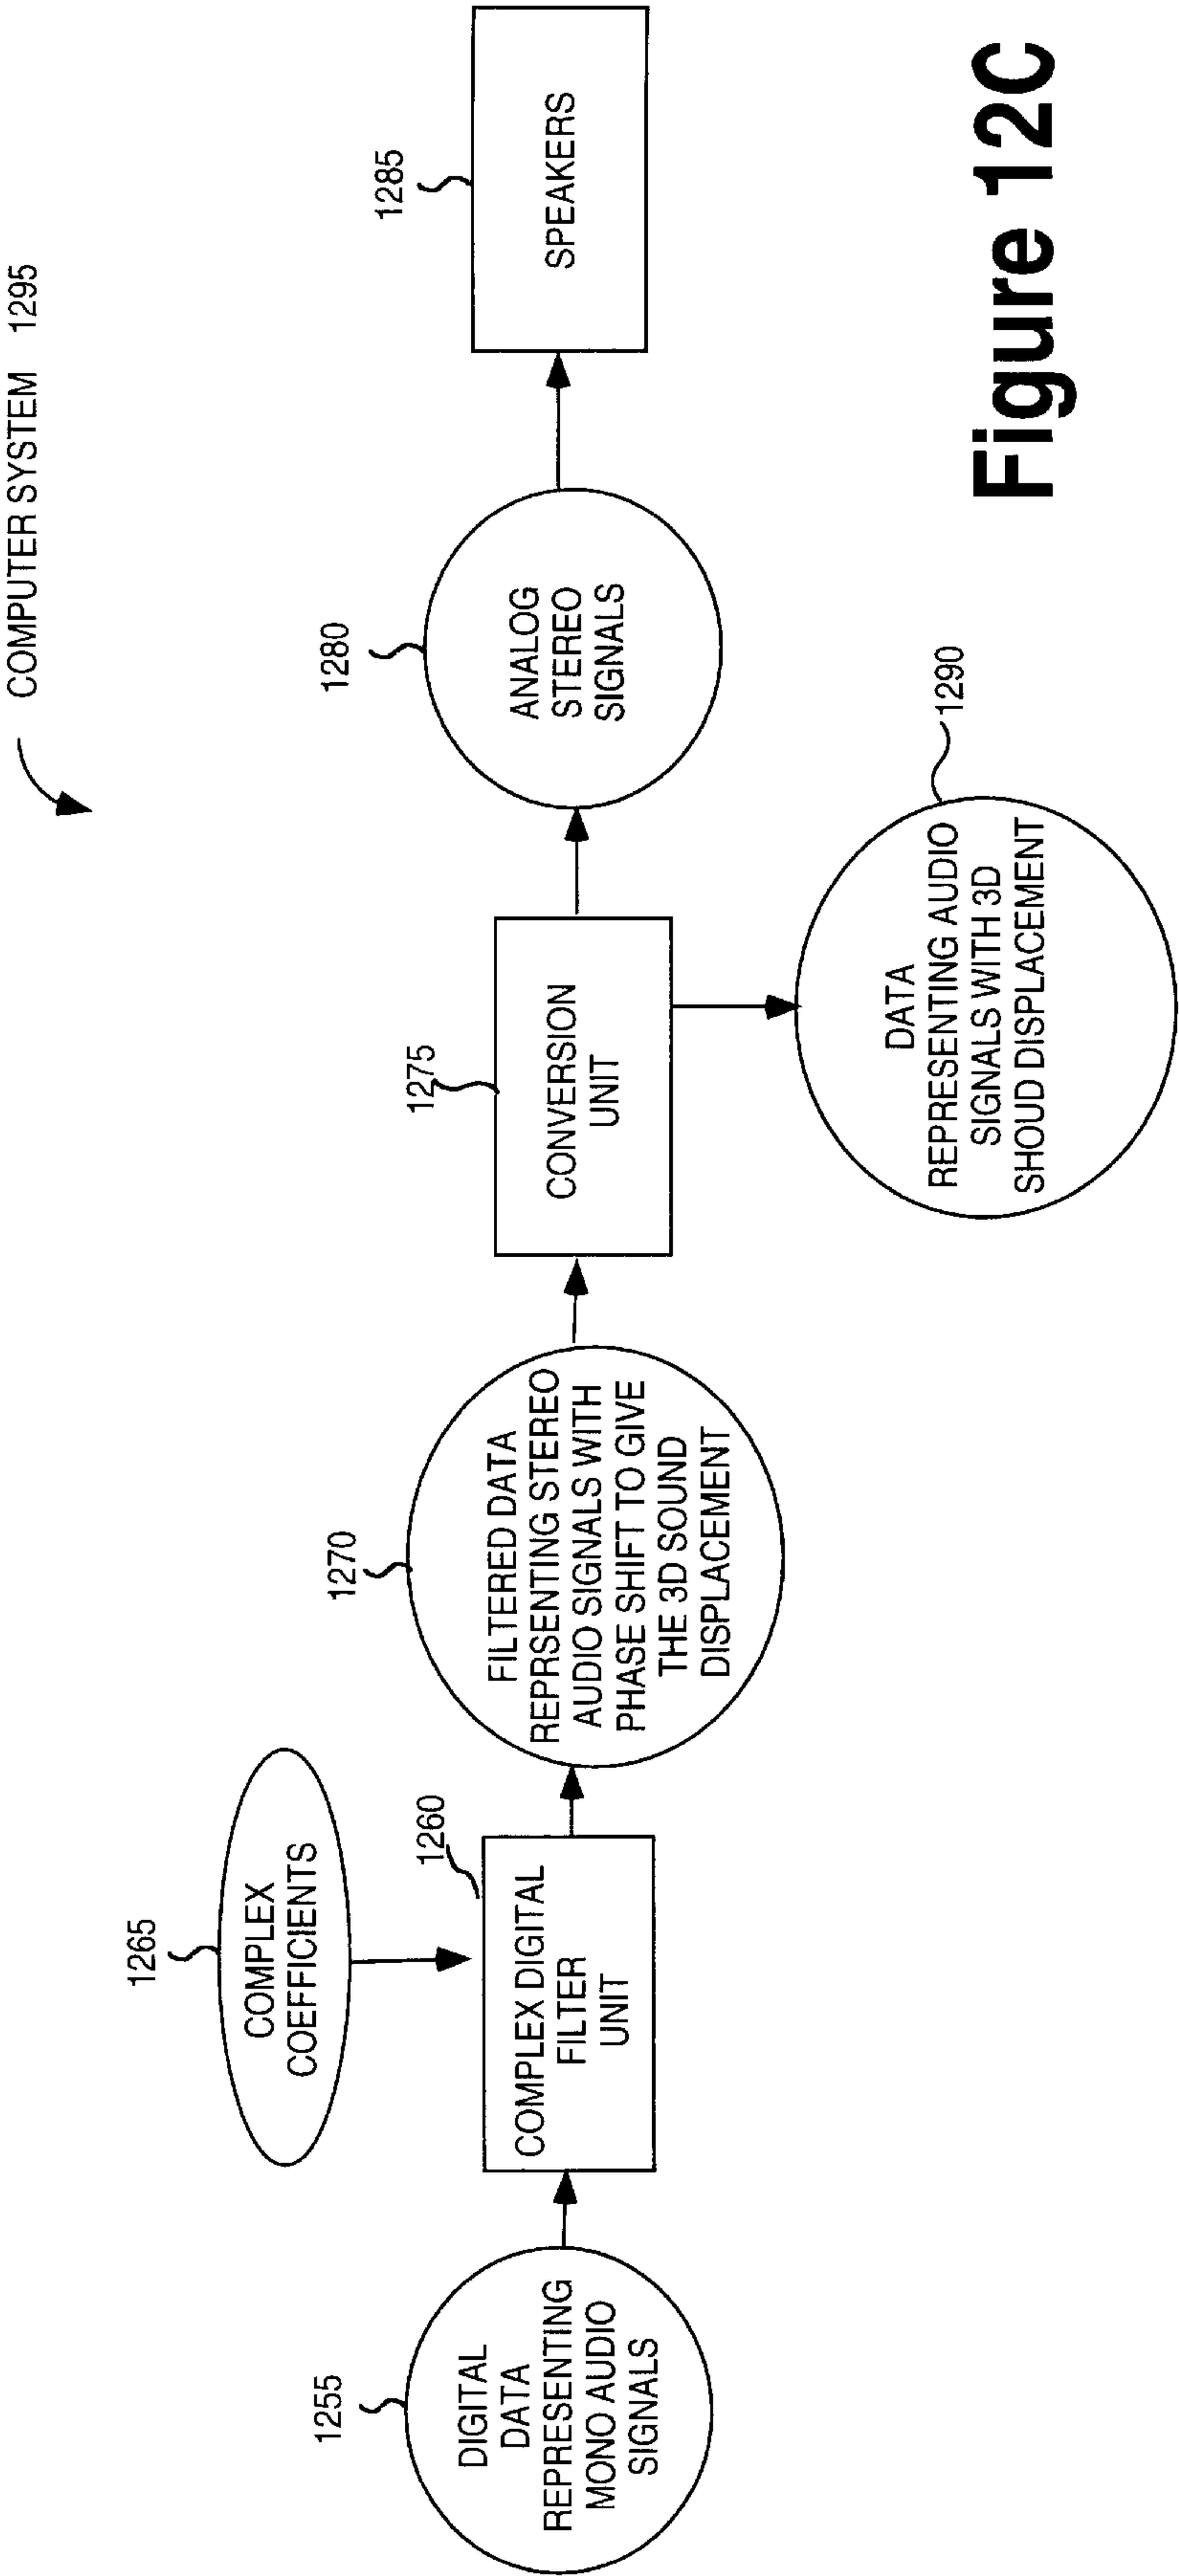 COMPUTER SYSTEM 1295
1255
DIGITAL
DATA
REPRESENTING
MONO AUDIO
SIGNALS
1265
COMPLEX
COEFFICIENTS
1260
COMPLEX DIGITAL
FILTER
UNIT
1270
FILTERED DATA
REPRSENTING STEREO
AUDIO SIGNALS WITH
PHASE SHIFT TO GIVE
THE 3D SOUND
DISPLACEMENT
1275
CONVERSION
UNIT
1280
ANALOG
STEREO
SIGNALS
1285
SPEAKERS
1290
DATA
REPRESENTING AUDIO
SIGNALS WITH 3D
SHOUD DISPLACEMENT
Figure 12C